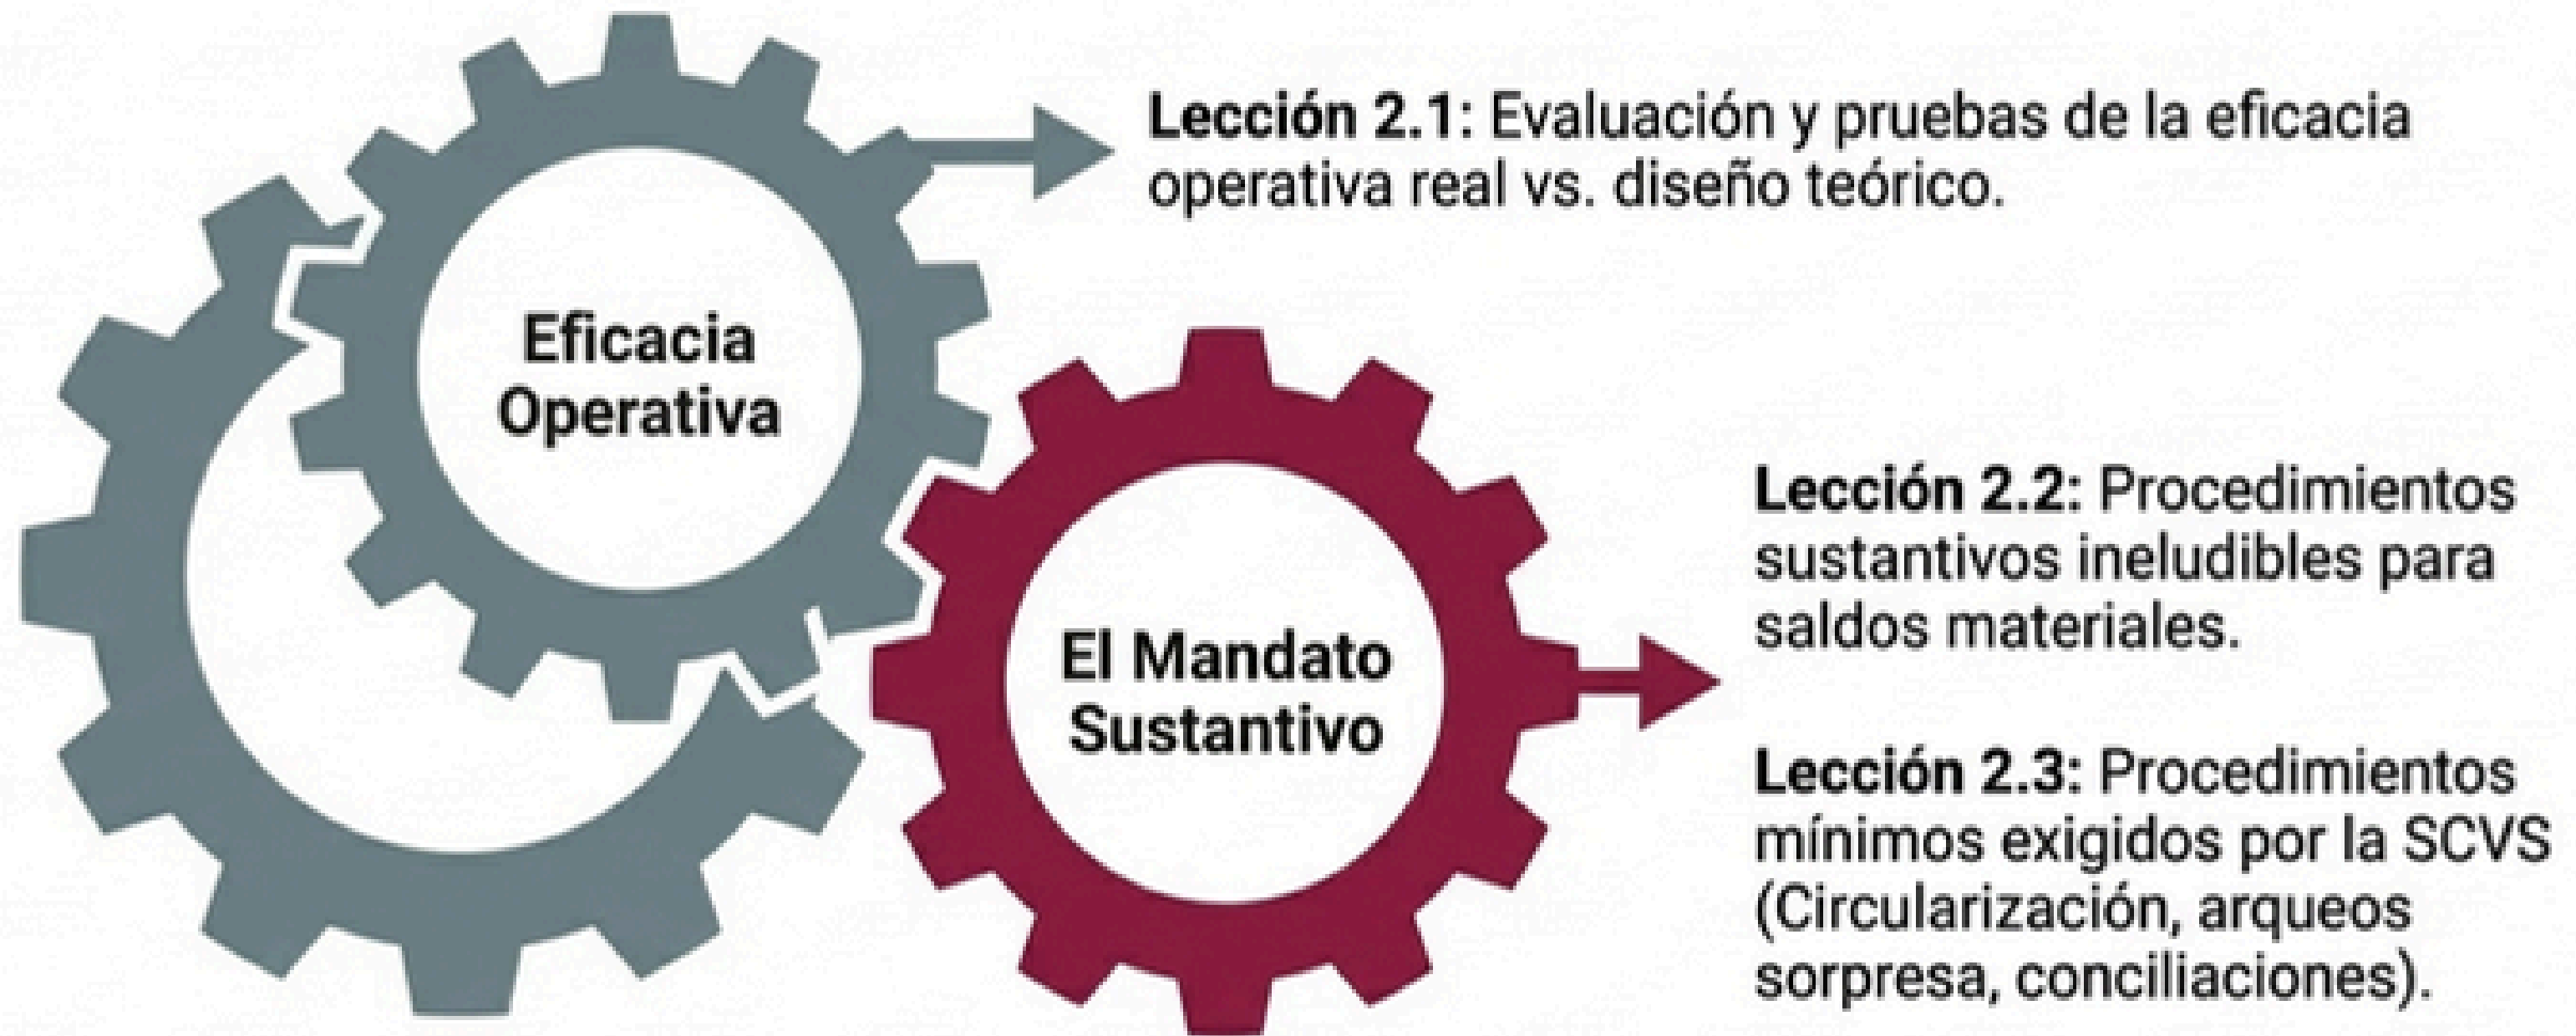 Lección 2.1: Evaluación y pruebas de la eficacia
operativa real vs. diseño teórico.
Eficacia
Operativa
El Mandato
Sustantivo
Lección 2.2: Procedimientos
sustantivos ineludibles para
saldos materiales.
Lección 2.3: Procedimientos
mínimos exigidos por la SCVS
(Circularización, arqueos
sorpresa, conciliaciones).